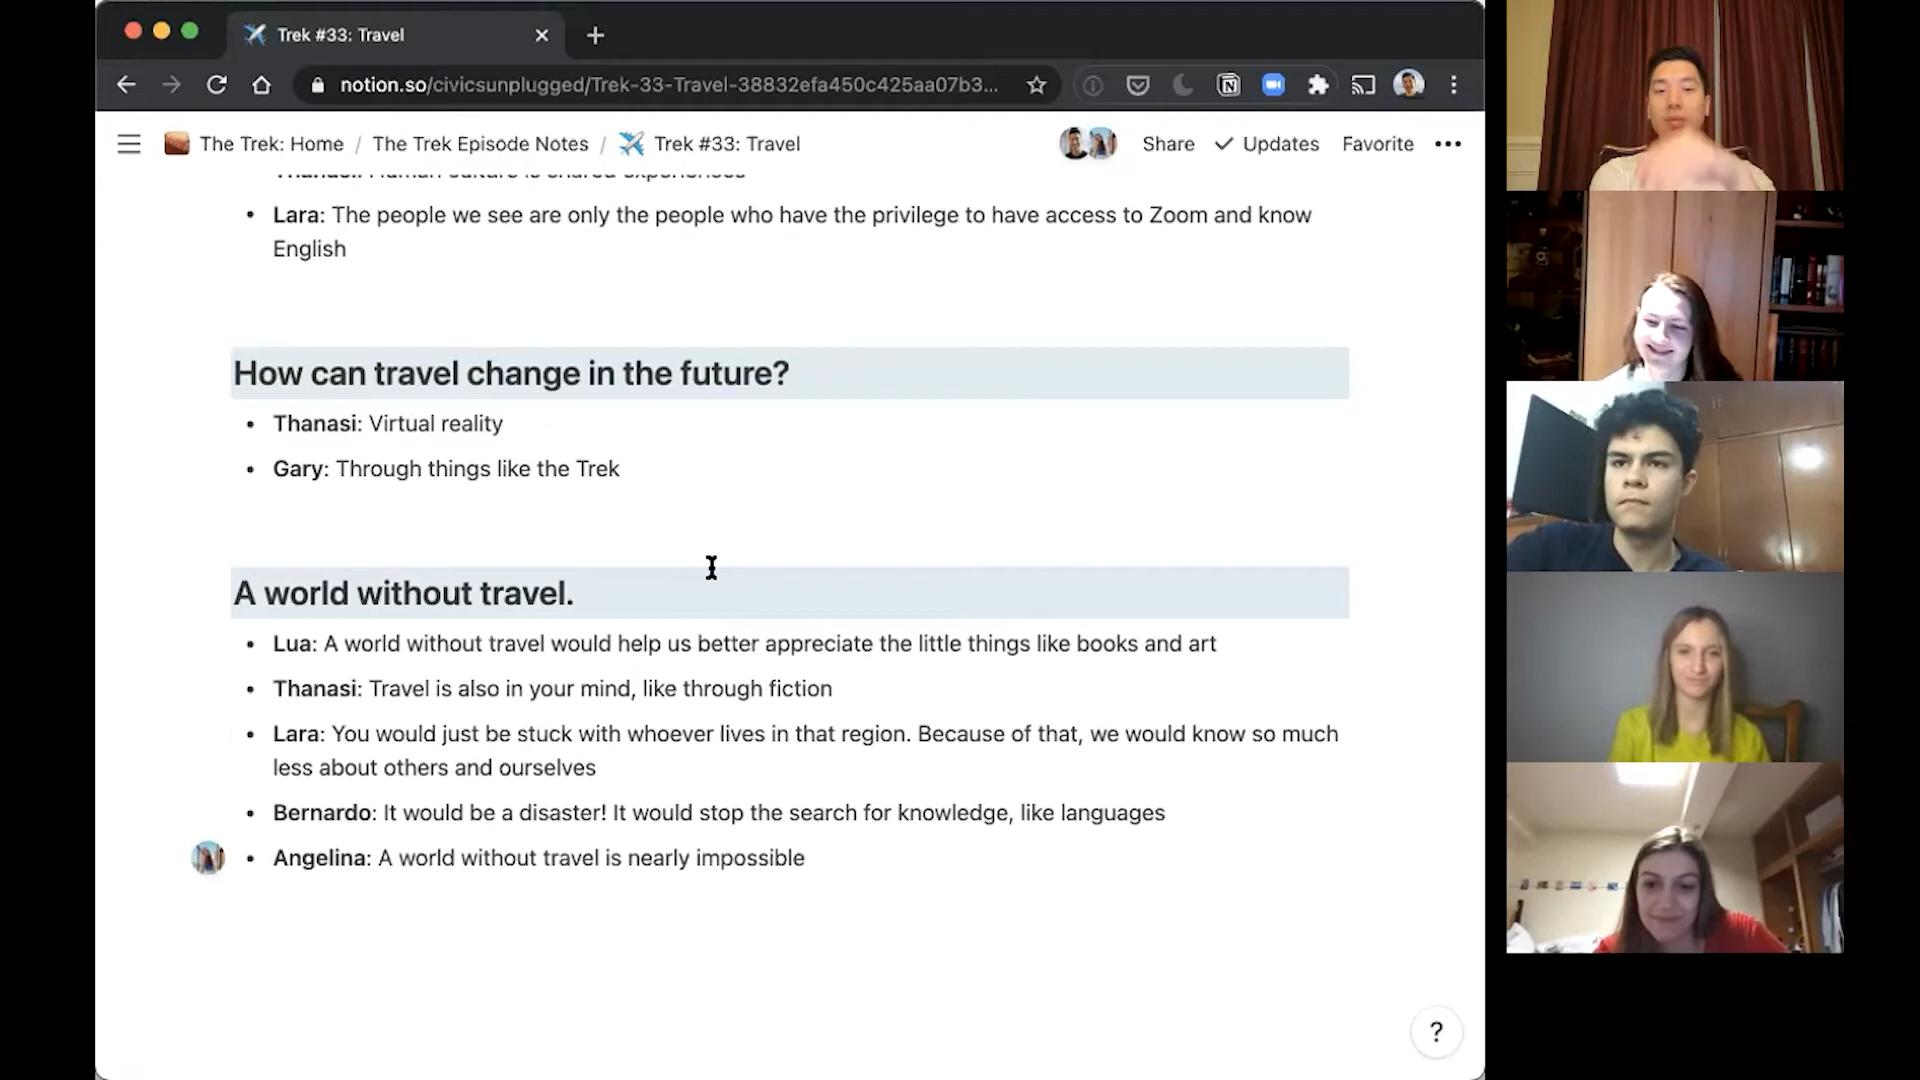 Trek #33: Travel
notion.so/civicsunplugged/Trek-33-Travel-38832efa450c425aa07b3...
The Trek: Home / The Trek Episode Notes / Trek #33: Travel
Share Updates Favorite
Thanasi: Human culture is shared experiences
Lara: The people we see are only the people who have the privilege to have access to Zoom and know
English
How can travel change in the future?
Thanasi: Virtual reality
Gary: Through things like the Trek
A world without travel.
Lua: A world without travel would help us better appreciate the little things like books and art
Thanasi: Travel is also in your mind, like through fiction
Lara: You would just be stuck with whoever lives in that region. Because of that, we would know so much
less about others and ourselves
Bernardo: It would be a disaster! It would stop the search for knowledge, like languages
Angelina: A world without travel is nearly impossible
?